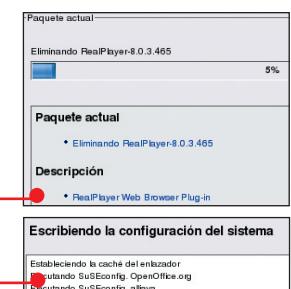 Paquete actual
Eliminando RealPlayer-8.0.3.465
5%
Paquete actual
• Eliminando RealPlayer-8.0.3.465
Descripción
• RealPlayer Web Browser Plug-in
Escribiendo la configuración del sistema
Estableciendo la caché del enlazador
SuSEconfig. OpenOffice.org
SuSEconfig.